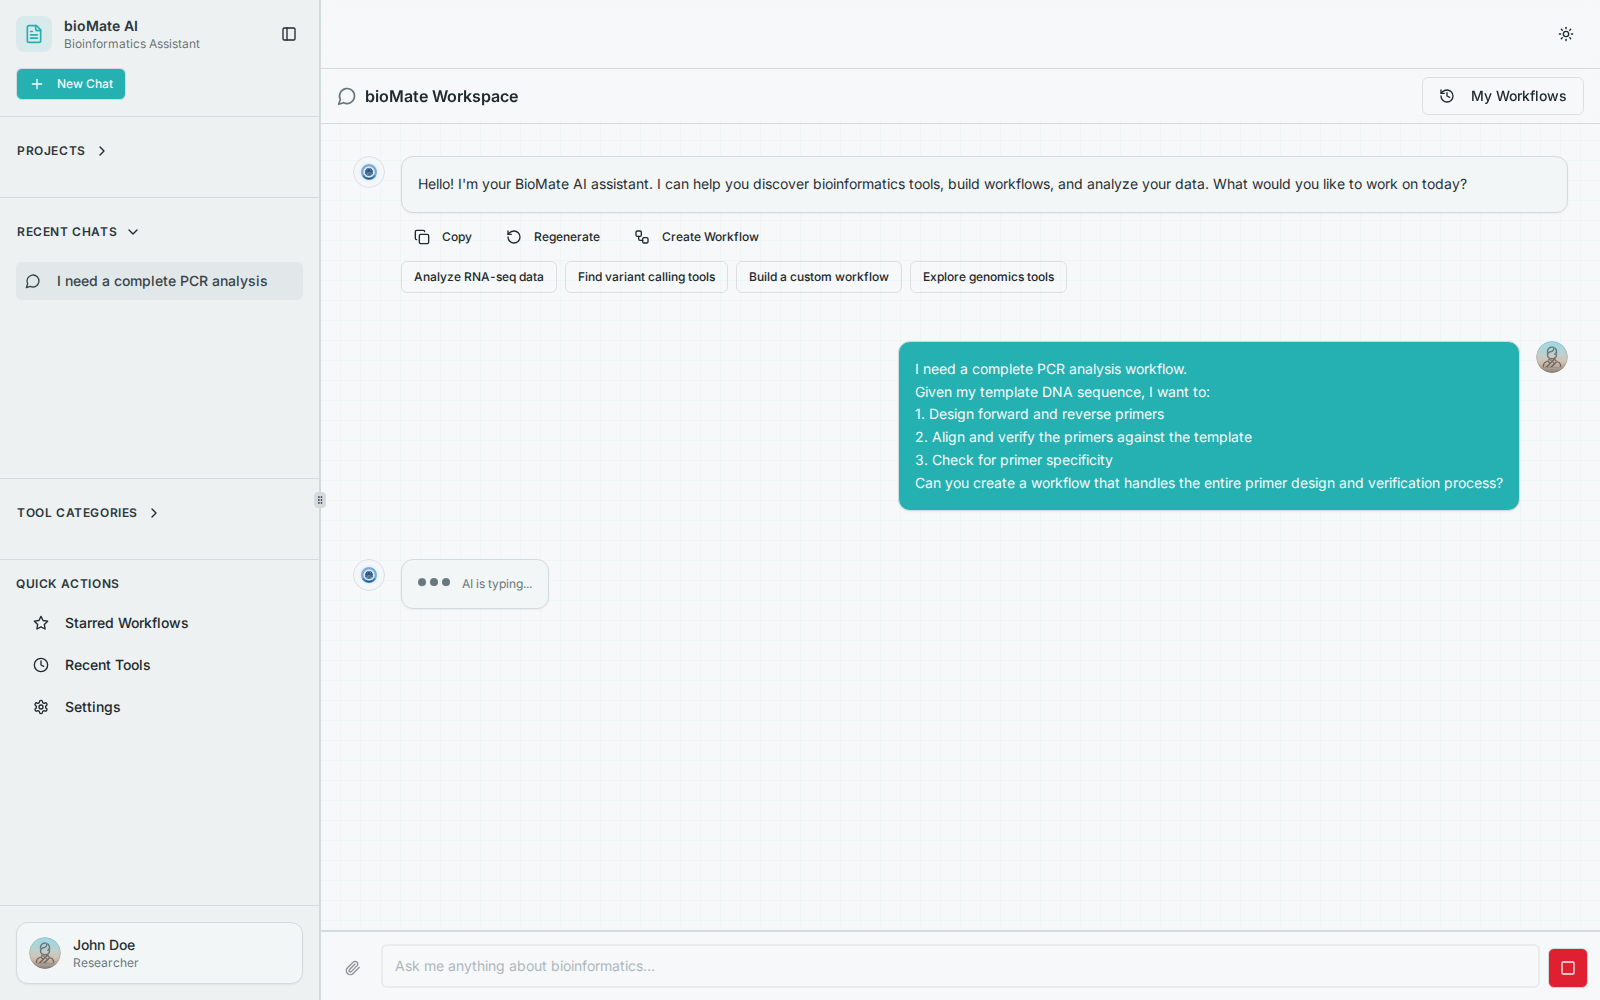 bioMate AI
Bioinformatics Assistant
New Chat
PROJECTS
RECENT CHATS
I need a complete PCR analysis
TOOL CATEGORIES
QUICK ACTIONS
Starred Workflows
Recent Tools
Settings
John Doe
Researcher
bioMate Workspace
My Workflows
Hello! I'm your BioMate AI assistant. I can help you discover bioinformatics tools, build workflows, and analyze your data. What would you like to work on today?
Copy Regenerate Create Workflow
Analyze RNA-seq data Find variant calling tools Build a custom workflow Explore genomics tools
I need a complete PCR analysis workflow.
Given my template DNA sequence, I want to:
1. Design forward and reverse primers
2. Align and verify the primers against the template
3. Check for primer specificity
Can you create a workflow that handles the entire primer design and verification process?
AI is typing...
Ask me anything about bioinformatics...